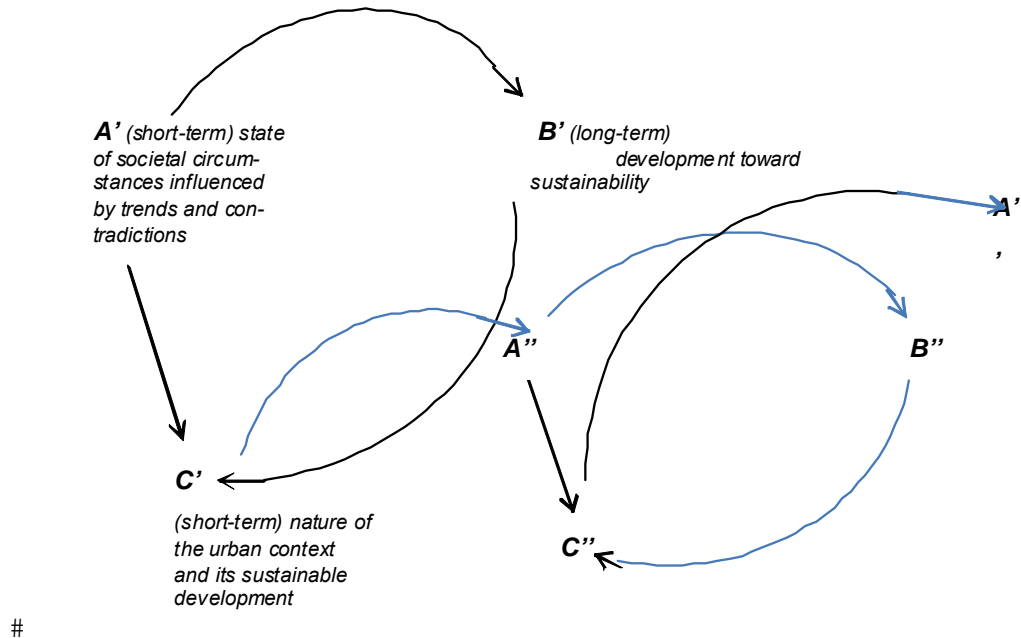 A’ (short-term) state
of societal circum-
stances influenced
by trends and con-
tradictions
B’ (long-term)
development toward
sustainability
A’
’
A’’
B’’
C’
(short-term) nature of
the urban context
and its sustainable
development
C’’
#